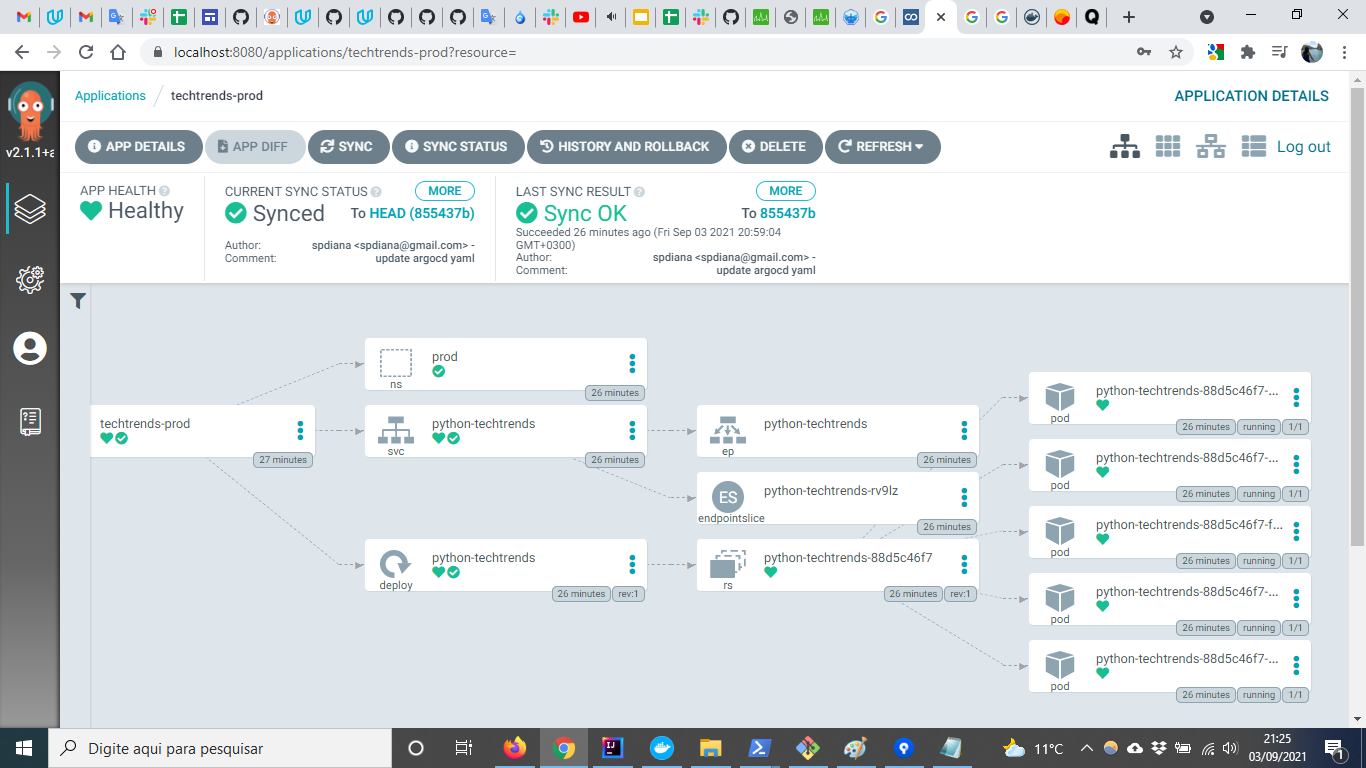 localhost:8080/applications/techtrends-prod?resource=
v2.1.1+a
Applications / techtrends-prod
APPLICATION DETAILS
APP DETAILS
APP DIFF
SYNC
SYNC STATUS
HISTORY AND ROLLBACK
DELETE
REFRESH
Log out
APP HEALTH
Healthy
CURRENT SYNC STATUS
MORE
Synced
To HEAD (855437b)
Author: spdiana <spdiana@gmail.com> -
Comment: update argocd yaml
LAST SYNC RESULT
MORE
Sync OK
To 855437b
Succeeded 26 minutes ago (Fri Sep 03 2021 20:59:04
GMT+0300)
Author: spdiana <spdiana@gmail.com> -
Comment: update argocd yaml
techtrends-prod
27 minutes
prod
ns
26 minutes
python-techtrends
svc
26 minutes
python-techtrends
deploy
26 minutes
rev:1
python-techtrends
ep
26 minutes
ES
python-techtrends-rv9lz
endpointslice
26 minutes
python-techtrends-88d5c46f7
rs
26 minutes
rev:1
python-techtrends-88d5c46f7-...
pod
26 minutes
running
1/1
python-techtrends-88d5c46f7-...
pod
26 minutes
running
1/1
python-techtrends-88d5c46f7-f...
pod
26 minutes
running
1/1
python-techtrends-88d5c46f7-...
pod
26 minutes
running
1/1
python-techtrends-88d5c46f7-...
pod
26 minutes
running
1/1
Digite aqui para pesquisar
11°C
21:25
03/09/2021
1